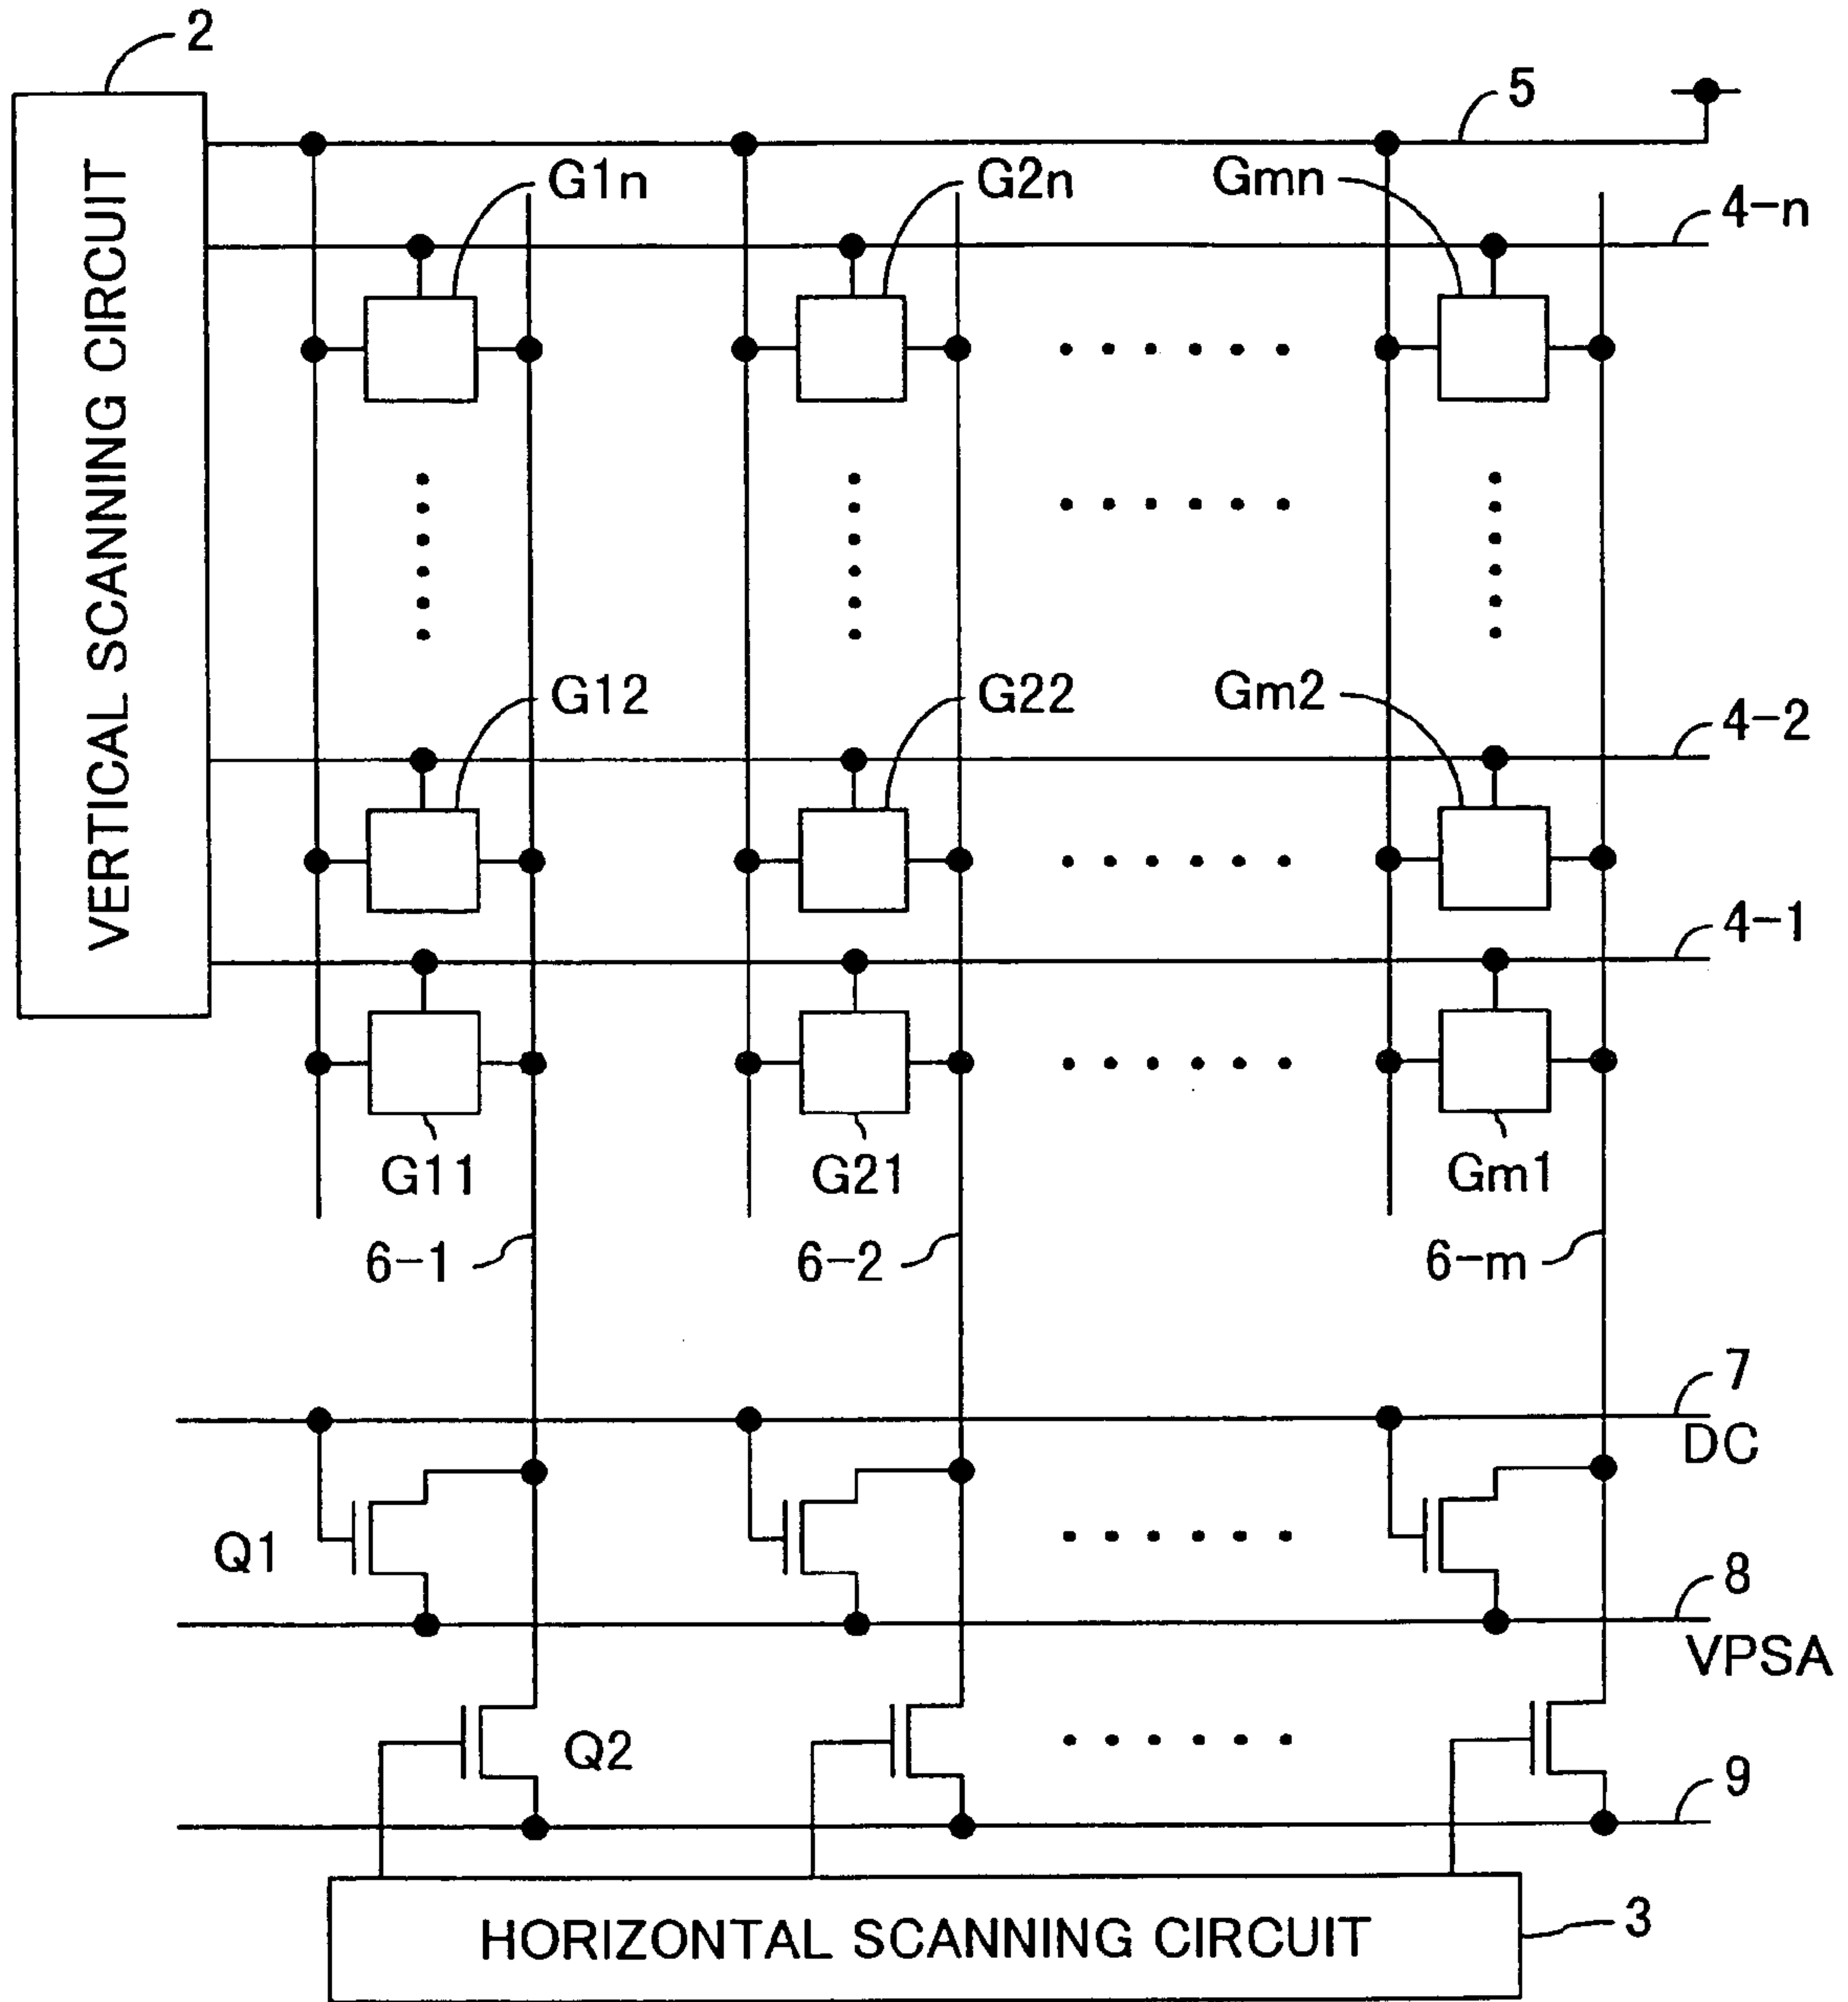 2
5
G1n
G2n
Gmn
4-n
VERTICAL SCANNING CIRCUIT
G12
G22
Gm2
4-2
4-1
G11
G21
Gm1
6-1
6-2
6-m
7
DC
Q1
8
VPSA
Q2
9
HORIZONTAL SCANNING CIRCUIT
3